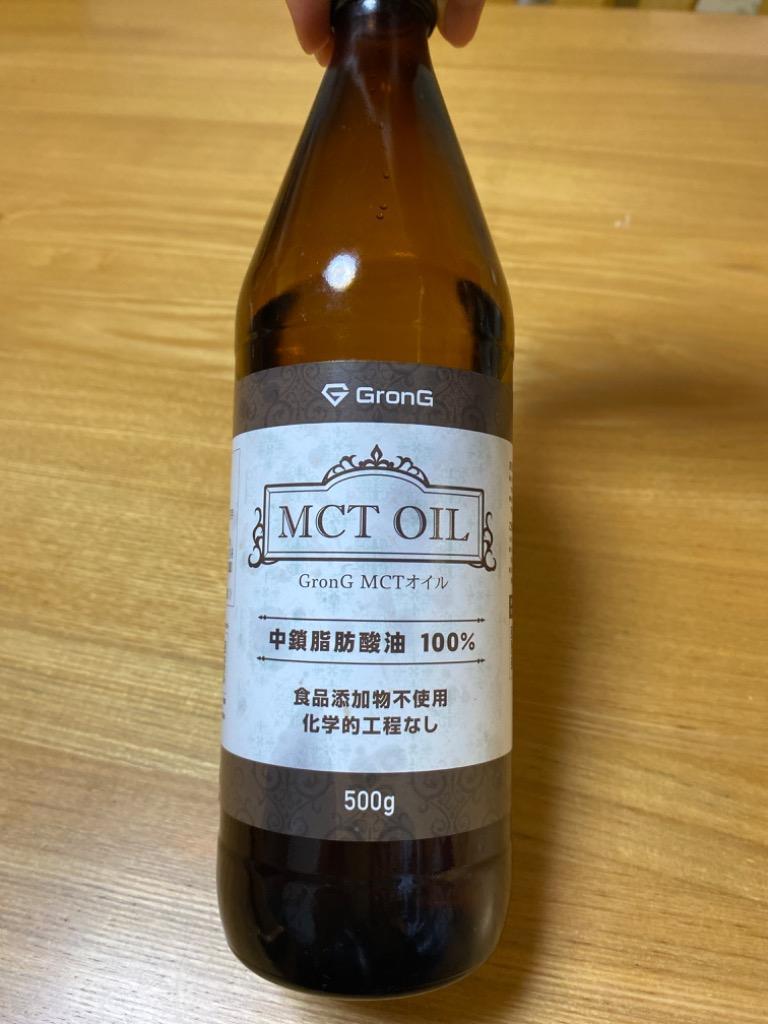 GronG
MCT OIL
GronG MCTオイル
中鎖脂肪酸油 100%
食品添加物不使用
化学的工程なし
500g